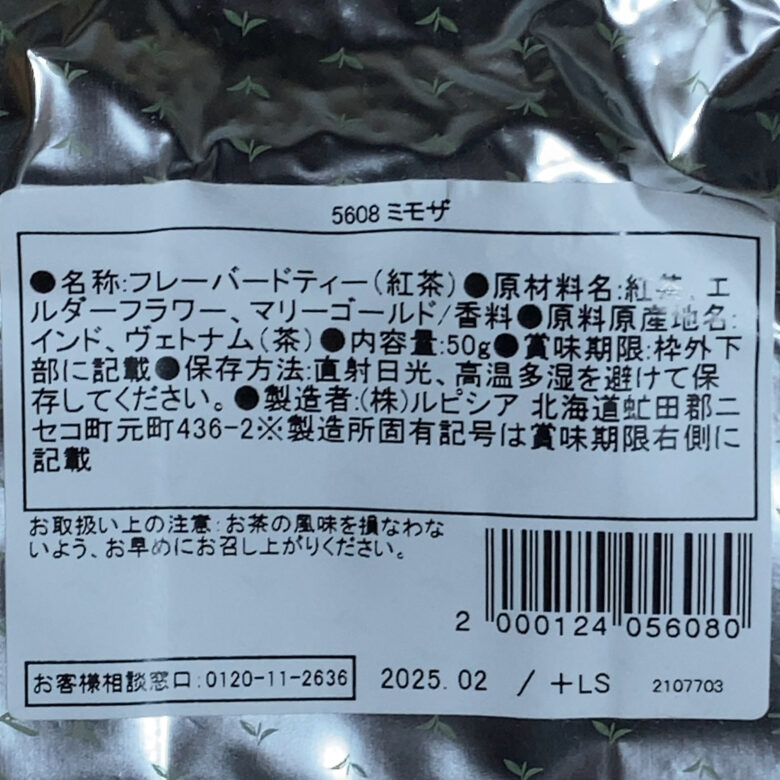 5608 ミモザ
●名称:フレーバードティー(紅茶)●原材料名:紅茶、エ
ルダーフラワー、マリーゴールド/香料●原料原産地名:
インド、ヴェトナム(茶)●内容量:50g●賞味期限:枠外下
部に記載●保存方法:直射日光、高温多湿を避けて保
存してください。●製造者:(株)ルピシア 北海道虻田郡ニ
セコ町元町436-2※製造所固有記号は賞味期限右側に
記載
お取扱い上の注意:お茶の風味を損なわな
いよう、お早めにお召し上がりください。
2 000124 056080
お客様相談窓口:0120-11-2636
2025.02 / +LS 2107703